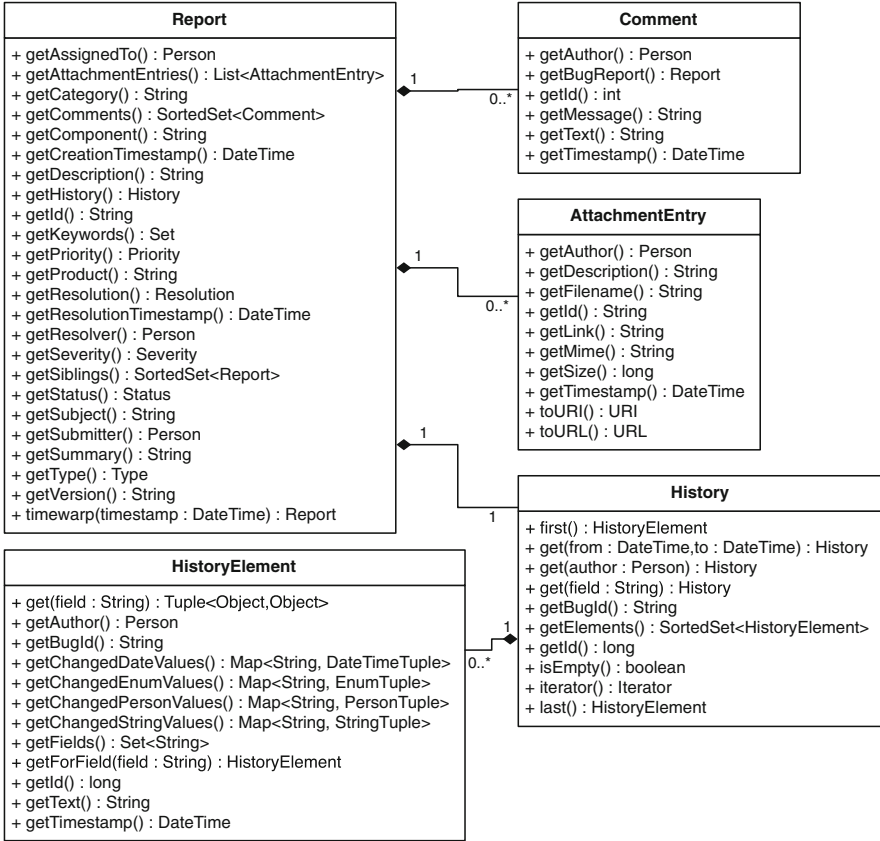 Report
+ getAssignedTo() : Person
+ getAttachmentEntries() : List<AttachmentEntry>
+ getCategory() : String
+ getComments() : SortedSet<Comment>
+ getComponent() : String
+ getCreationTimestamp() : DateTime
+ getDescription() : String
+ getHistory() : History
+ getId() : String
+ getKeywords() : Set
+ getPriority() : Priority
+ getProduct() : String
+ getResolution() : Resolution
+ getResolutionTimestamp() : DateTime
+ getResolver() : Person
+ getSeverity() : Severity
+ getSiblings() : SortedSet<Report>
+ getStatus() : Status
+ getSubject() : String
+ getSubmitter() : Person
+ getSummary() : String
+ getType() : Type
+ getVersion() : String
+ timewarp(timestamp : DateTime) : Report
1
0..*
1
0..*
1
1
Comment
+ getAuthor() : Person
+ getBugReport() : Report
+ getId() : int
+ getMessage() : String
+ getText() : String
+ getTimestamp() : DateTime
AttachmentEntry
+ getAuthor() : Person
+ getDescription() : String
+ getFilename() : String
+ getId() : String
+ getLink() : String
+ getMime() : String
+ getSize() : long
+ getTimestamp() : DateTime
+ toURI() : URI
+ toURL() : URL
History
+ first() : HistoryElement
+ get(from : DateTime,to : DateTime) : History
+ get(author : Person) : History
+ get(field : String) : History
+ getBugId() : String
+ getElements() : SortedSet<HistoryElement>
+ getId() : long
+ isEmpty() : boolean
+ iterator() : Iterator
+ last() : HistoryElement
1
0..*
HistoryElement
+ get(field : String) : Tuple<Object,Object>
+ getAuthor() : Person
+ getBugId() : String
+ getChangedDateValues() : Map<String, DateTimeTuple>
+ getChangedEnumValues() : Map<String, EnumTuple>
+ getChangedPersonValues() : Map<String, PersonTuple>
+ getChangedStringValues() : Map<String, StringTuple>
+ getFields() : Set<String>
+ getForField(field : String) : HistoryElement
+ getId() : long
+ getText() : String
+ getTimestamp() : DateTime